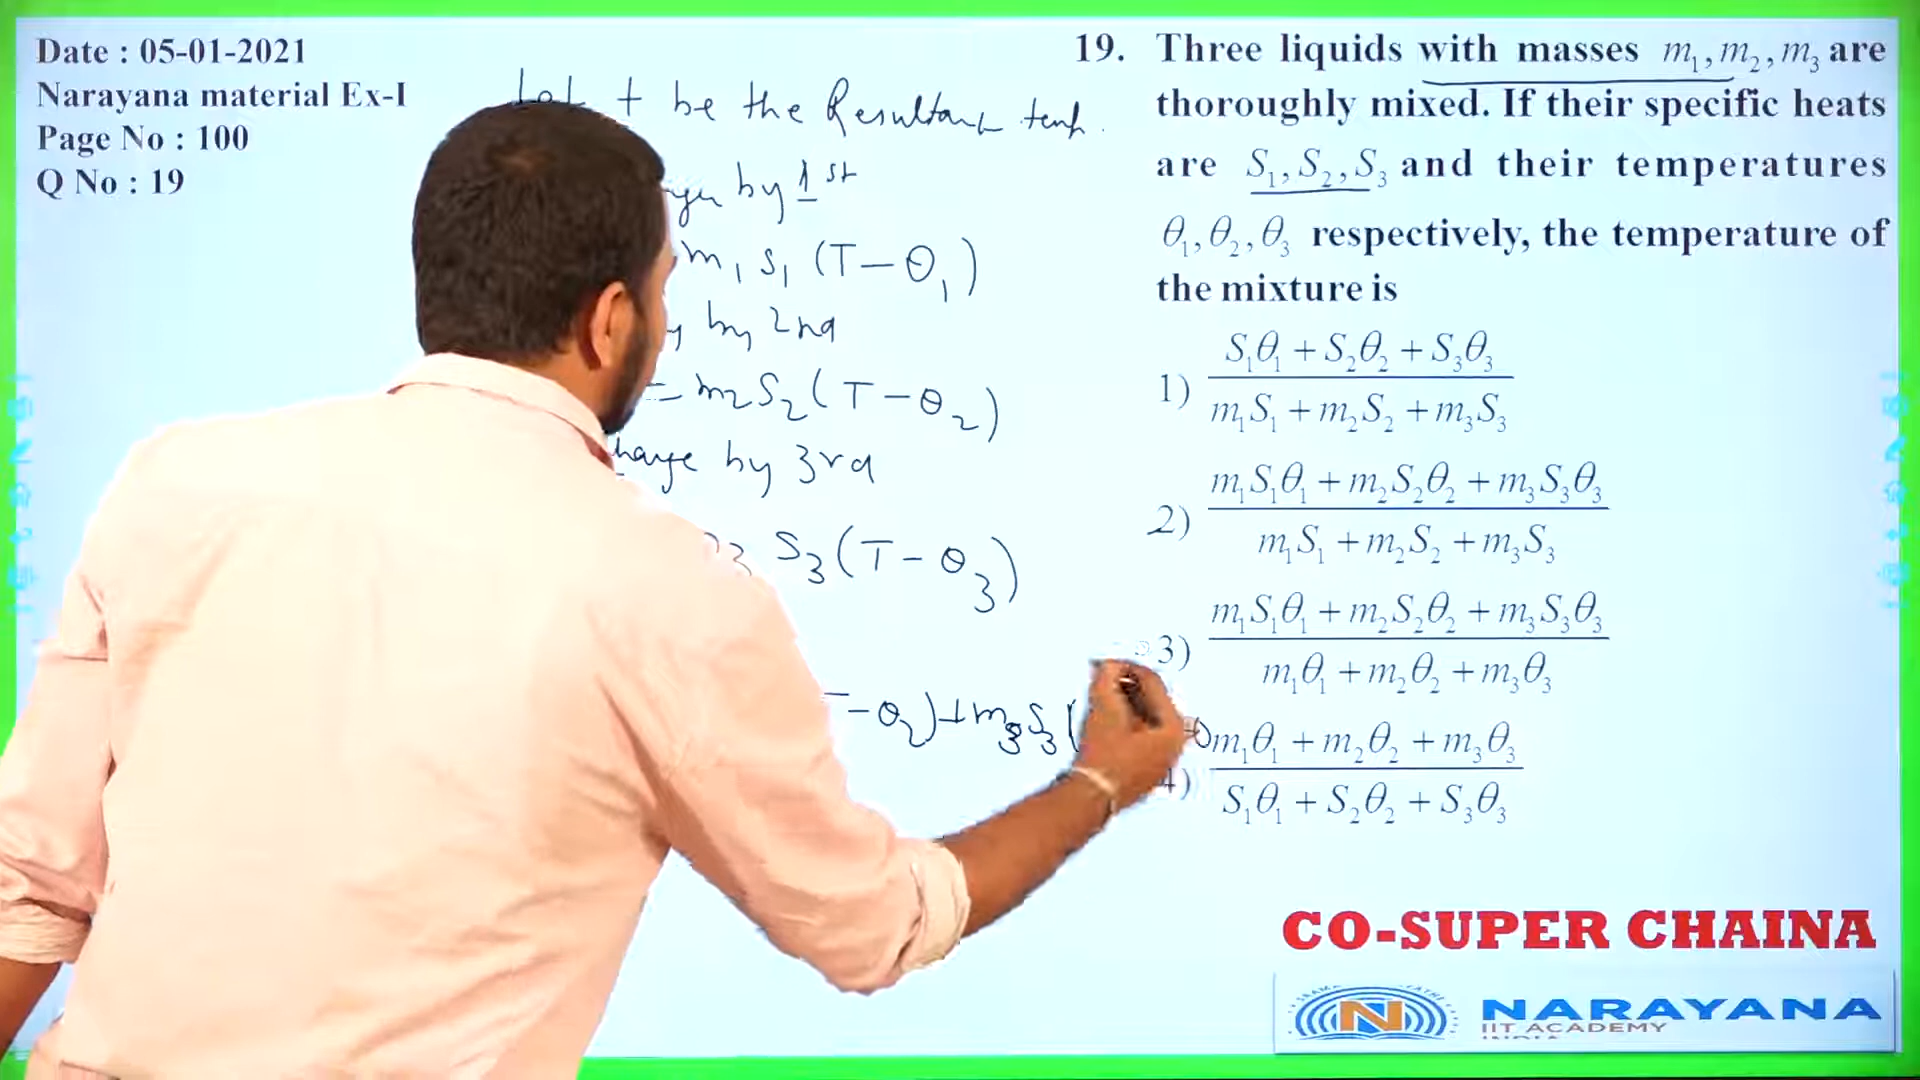 Date : 05-01-2021
Narayana material Ex-I
Page No : 100
Q No : 19
Let t be the Resultant temp.
by 1st
m₁ s₁ (T-θ₁)
by 2nd
= m₂S₂(T-θ₂)
by 3rd
S₃(T-θ₃)
-θ₂)+m₃S₃(
19. Three liquids with masses m₁, m₂, m₃ are
thoroughly mixed. If their specific heats
are S₁, S₂, S₃ and their temperatures
θ₁, θ₂, θ₃ respectively, the temperature of
the mixture is
1) S₁θ₁ + S₂θ₂ + S₃θ₃
m₁S₁ + m₂S₂ + m₃S₃
2) m₁S₁θ₁ + m₂S₂θ₂ + m₃S₃θ₃
m₁S₁ + m₂S₂ + m₃S₃
3) m₁S₁θ₁ + m₂S₂θ₂ + m₃S₃θ₃
m₁θ₁ + m₂θ₂ + m₃θ₃
4) m₁θ₁ + m₂θ₂ + m₃θ₃
S₁θ₁ + S₂θ₂ + S₃θ₃
CO-SUPER CHAINA
N NARAYANA
IIT ACADEMY
INDIA